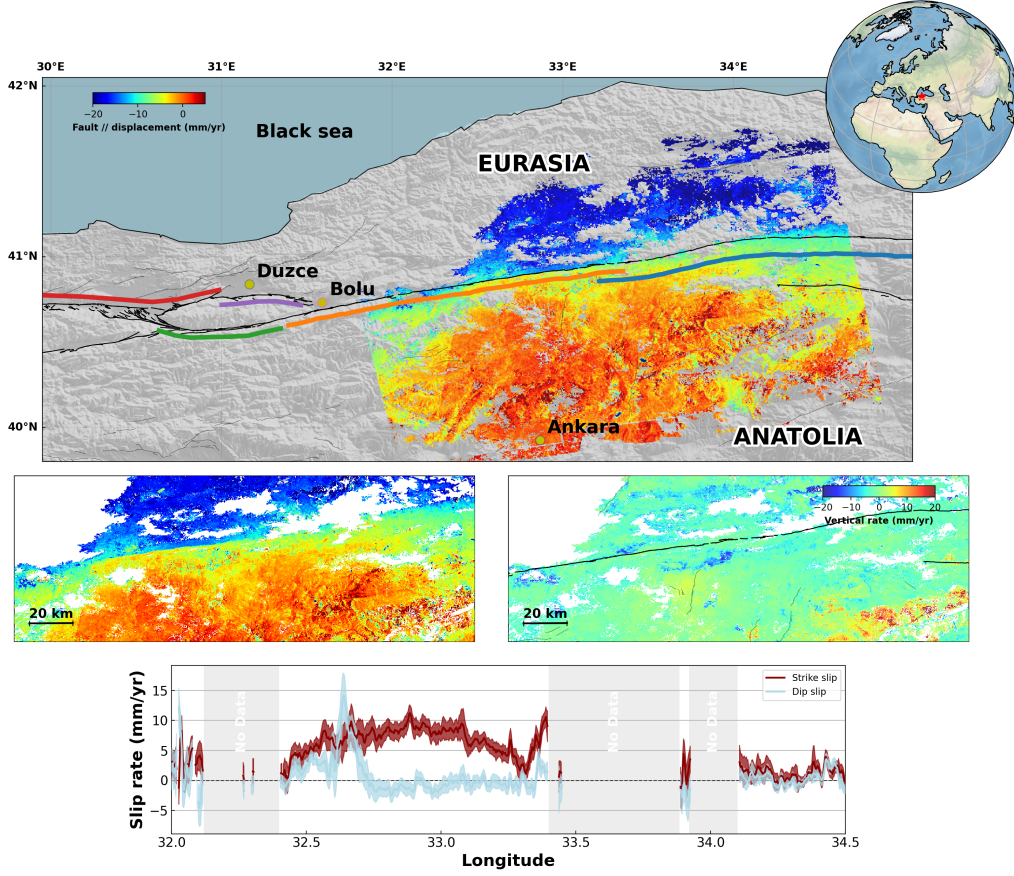 30°E 31°E 32°E 33°E 34°E
42°N
−20 −10 0
Fault // displacement (mm/yr)
Black sea
EURASIA
41°N
Duzce
Bolu
40°N
Ankara
ANATOLIA
20 km
−20 −10 0 10 20
Vertical rate (mm/yr)
20 km
Slip rate (mm/yr)
15
10
5
0
−5
No Data
No Data
No Data
Strike slip
Dip slip
32.0 32.5 33.0 33.5 34.0 34.5
Longitude